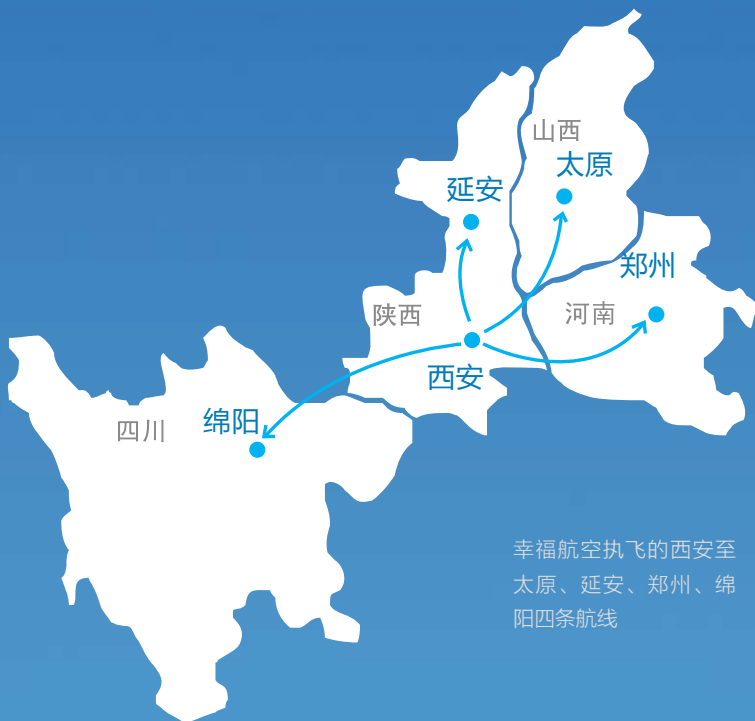 山西
太原
延安
郑州
陕西
河南
西安
四川
绵阳
幸福航空执飞的西安至
太原、延安、郑州、绵
阳四条航线